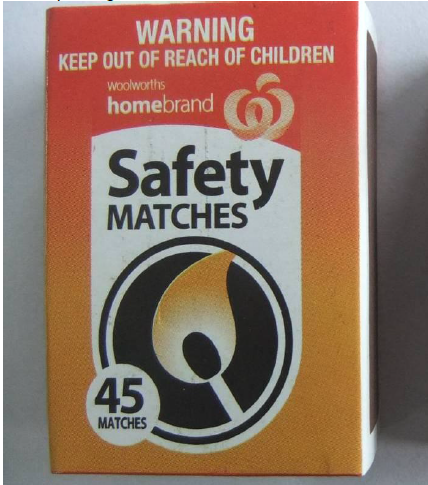 WARNING
KEEP OUT OF REACH OF CHILDREN
woolworths
homebrand
Safety
MATCHES
45
MATCHES